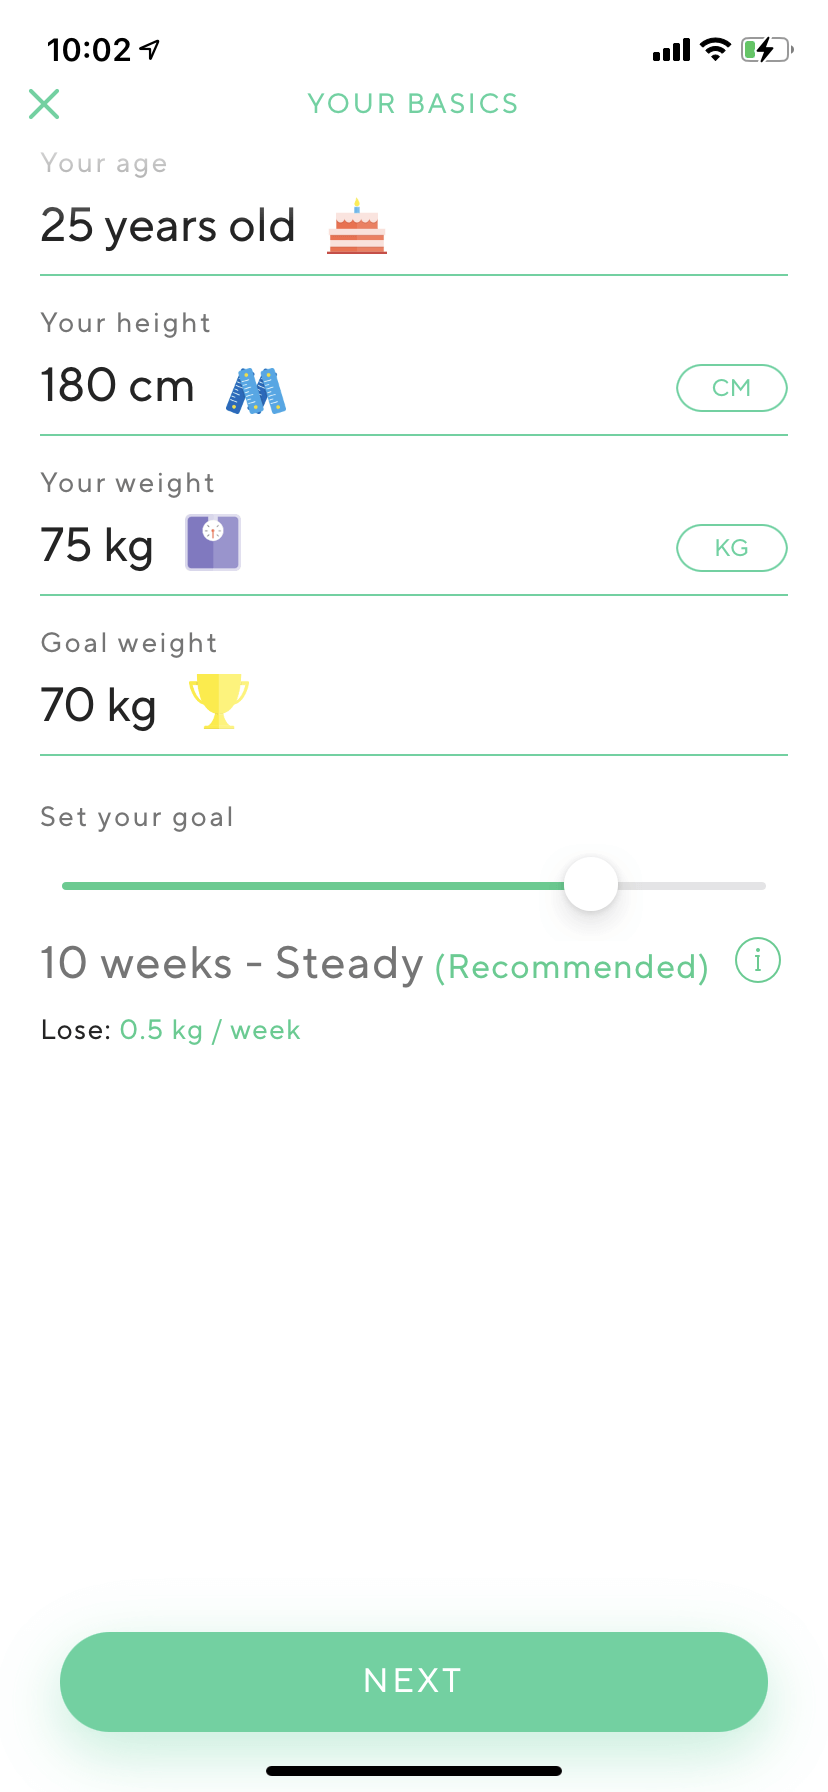 10:02
YOUR BASICS
Your age
25 years old
Your height
180 cm
CM
Your weight
75 kg
KG
Goal weight
70 kg
Set your goal
10 weeks - Steady (Recommended)
Lose: 0.5 kg / week
NEXT